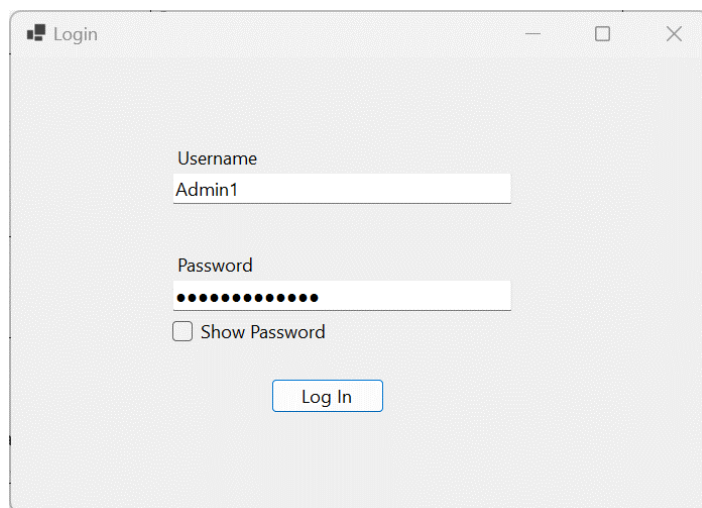 Login
Username
Admin1
Password
●●●●●●●●●●●●●
Show Password
Log In